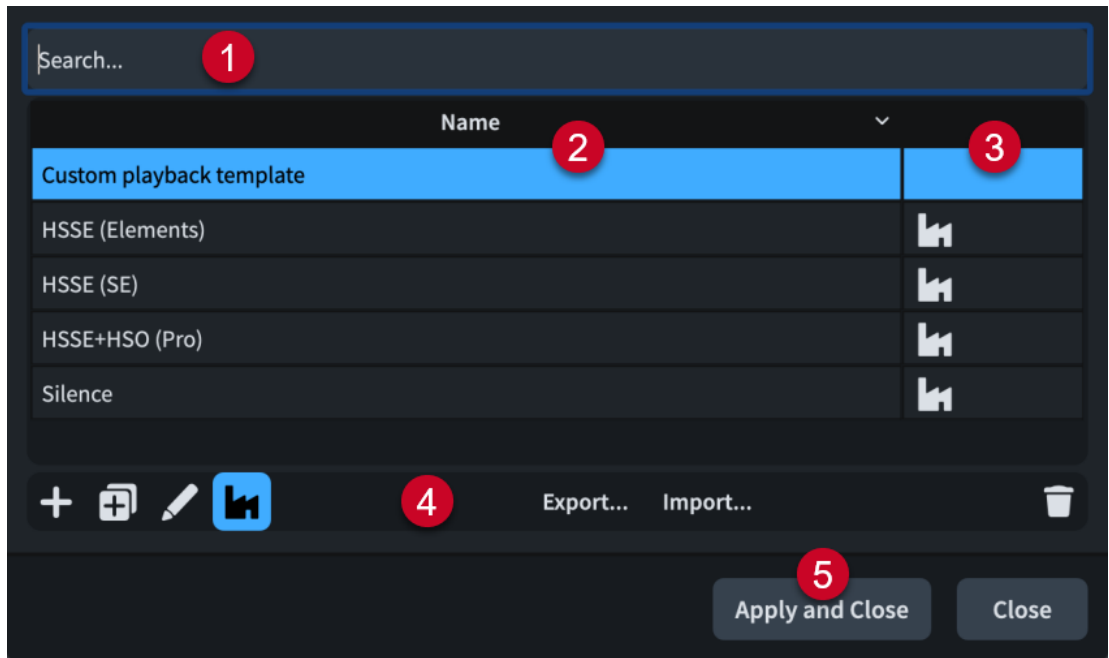 Search...
1
Name
2
3
Custom playback template
HSSE (Elements)
HSSE (SE)
HSSE+HSO (Pro)
Silence
4
Export... Import...
5
Apply and Close Close